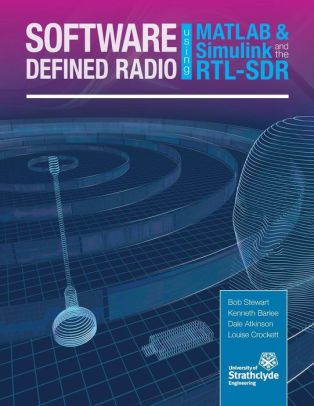 SOFTWARE
DEFINED RADIO
using
MATLAB &
Simulink and the
RTL-SDR
Bob Stewart
Kenneth Barlee
Dale Atkinson
Louise Crockett
University of
Strathclyde
Engineering